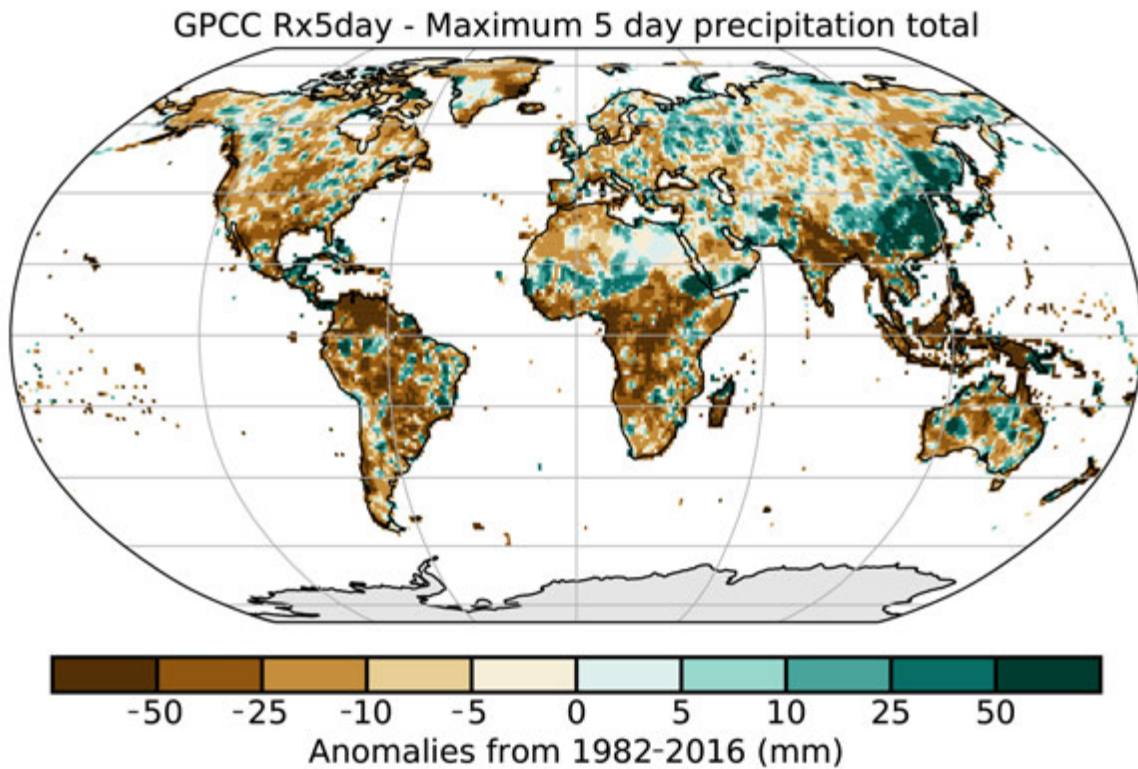 GPCC Rx5day - Maximum 5 day precipitation total
-50 -25 -10 -5 0 5 10 25 50
Anomalies from 1982-2016 (mm)